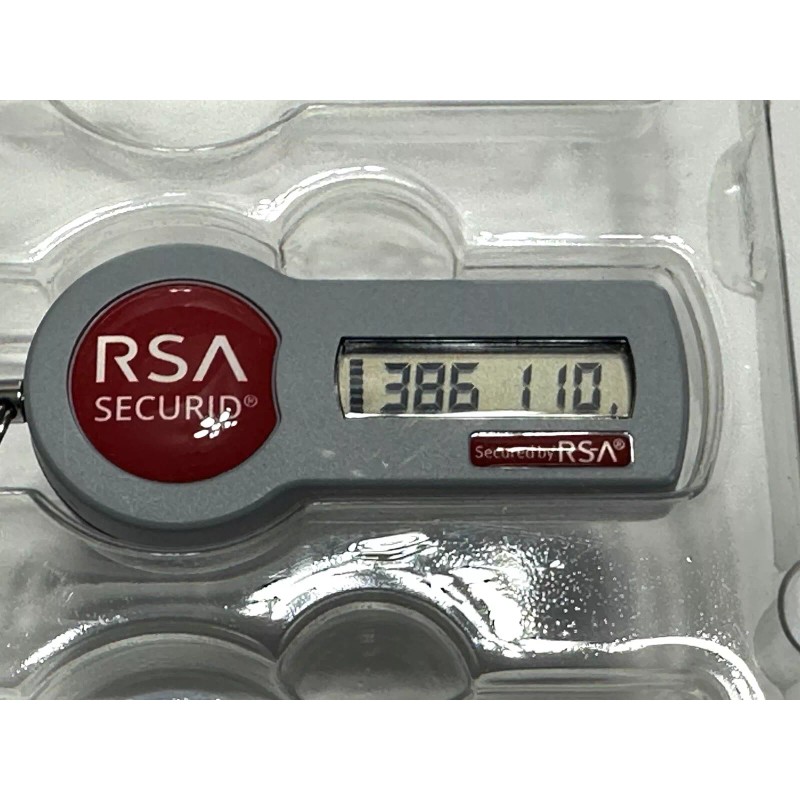 RSA
SECURID®
386 110.
Secured by RSA®